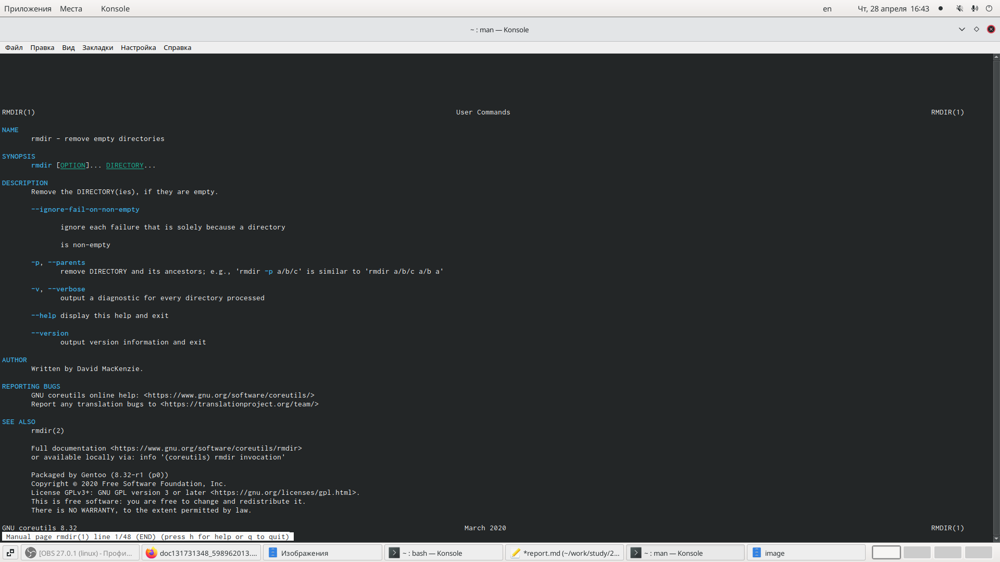 Приложения Места Konsole en Чт, 28 апреля 16:43
~ : man — Konsole
Файл Правка Вид Закладки Настройка Справка
RMDIR(1) User Commands RMDIR(1)
NAME
rmdir - remove empty directories
SYNOPSIS
rmdir [OPTION]... DIRECTORY...
DESCRIPTION
Remove the DIRECTORY(ies), if they are empty.
--ignore-fail-on-non-empty
ignore each failure that is solely because a directory
is non-empty
-p, --parents
remove DIRECTORY and its ancestors; e.g., 'rmdir -p a/b/c' is similar to 'rmdir a/b/c a/b a'
-v, --verbose
output a diagnostic for every directory processed
--help display this help and exit
--version
output version information and exit
AUTHOR
Written by David MacKenzie.
REPORTING BUGS
GNU coreutils online help: <https://www.gnu.org/software/coreutils/>
Report any translation bugs to <https://translationproject.org/team/>
SEE ALSO
rmdir(2)
Full documentation <https://www.gnu.org/software/coreutils/rmdir>
or available locally via: info '(coreutils) rmdir invocation'
Packaged by Gentoo (8.32-r1 (p0))
Copyright © 2020 Free Software Foundation, Inc.
License GPLv3+: GNU GPL version 3 or later <https://gnu.org/licenses/gpl.html>.
This is free software: you are free to change and redistribute it.
There is NO WARRANTY, to the extent permitted by law.
GNU coreutils 8.32 March 2020 RMDIR(1)
Manual page rmdir(1) line 1/48 (END) (press h for help or q to quit)
[OBS 27.0.1 (linux) - Профи... doc131731348_598962013.... Изображения ~ : bash — Konsole *report.md (~/work/study/2... ~ : man — Konsole image